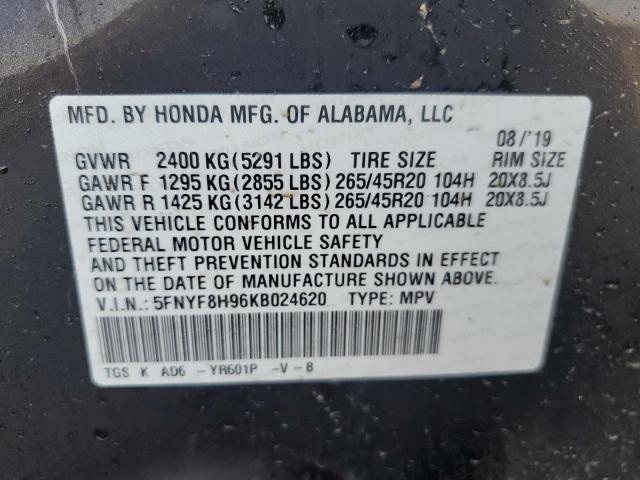 MFD. BY HONDA MFG. OF ALABAMA, LLC
08/'19
GVWR 2400 KG(5291 LBS) TIRE SIZE RIM SIZE
GAWR F 1295 KG(2855 LBS) 265/45R20 104H 20X8.5J
GAWR R 1425 KG(3142 LBS) 265/45R20 104H 20X8.5J
THIS VEHICLE CONFORMS TO ALL APPLICABLE
FEDERAL MOTOR VEHICLE SAFETY
AND THEFT PREVENTION STANDARDS IN EFFECT
ON THE DATE OF MANUFACTURE SHOWN ABOVE.
V.I.N.: 5FNYF8H96KB024620 TYPE: MPV
TGS K AD6 -YR601P -V-B